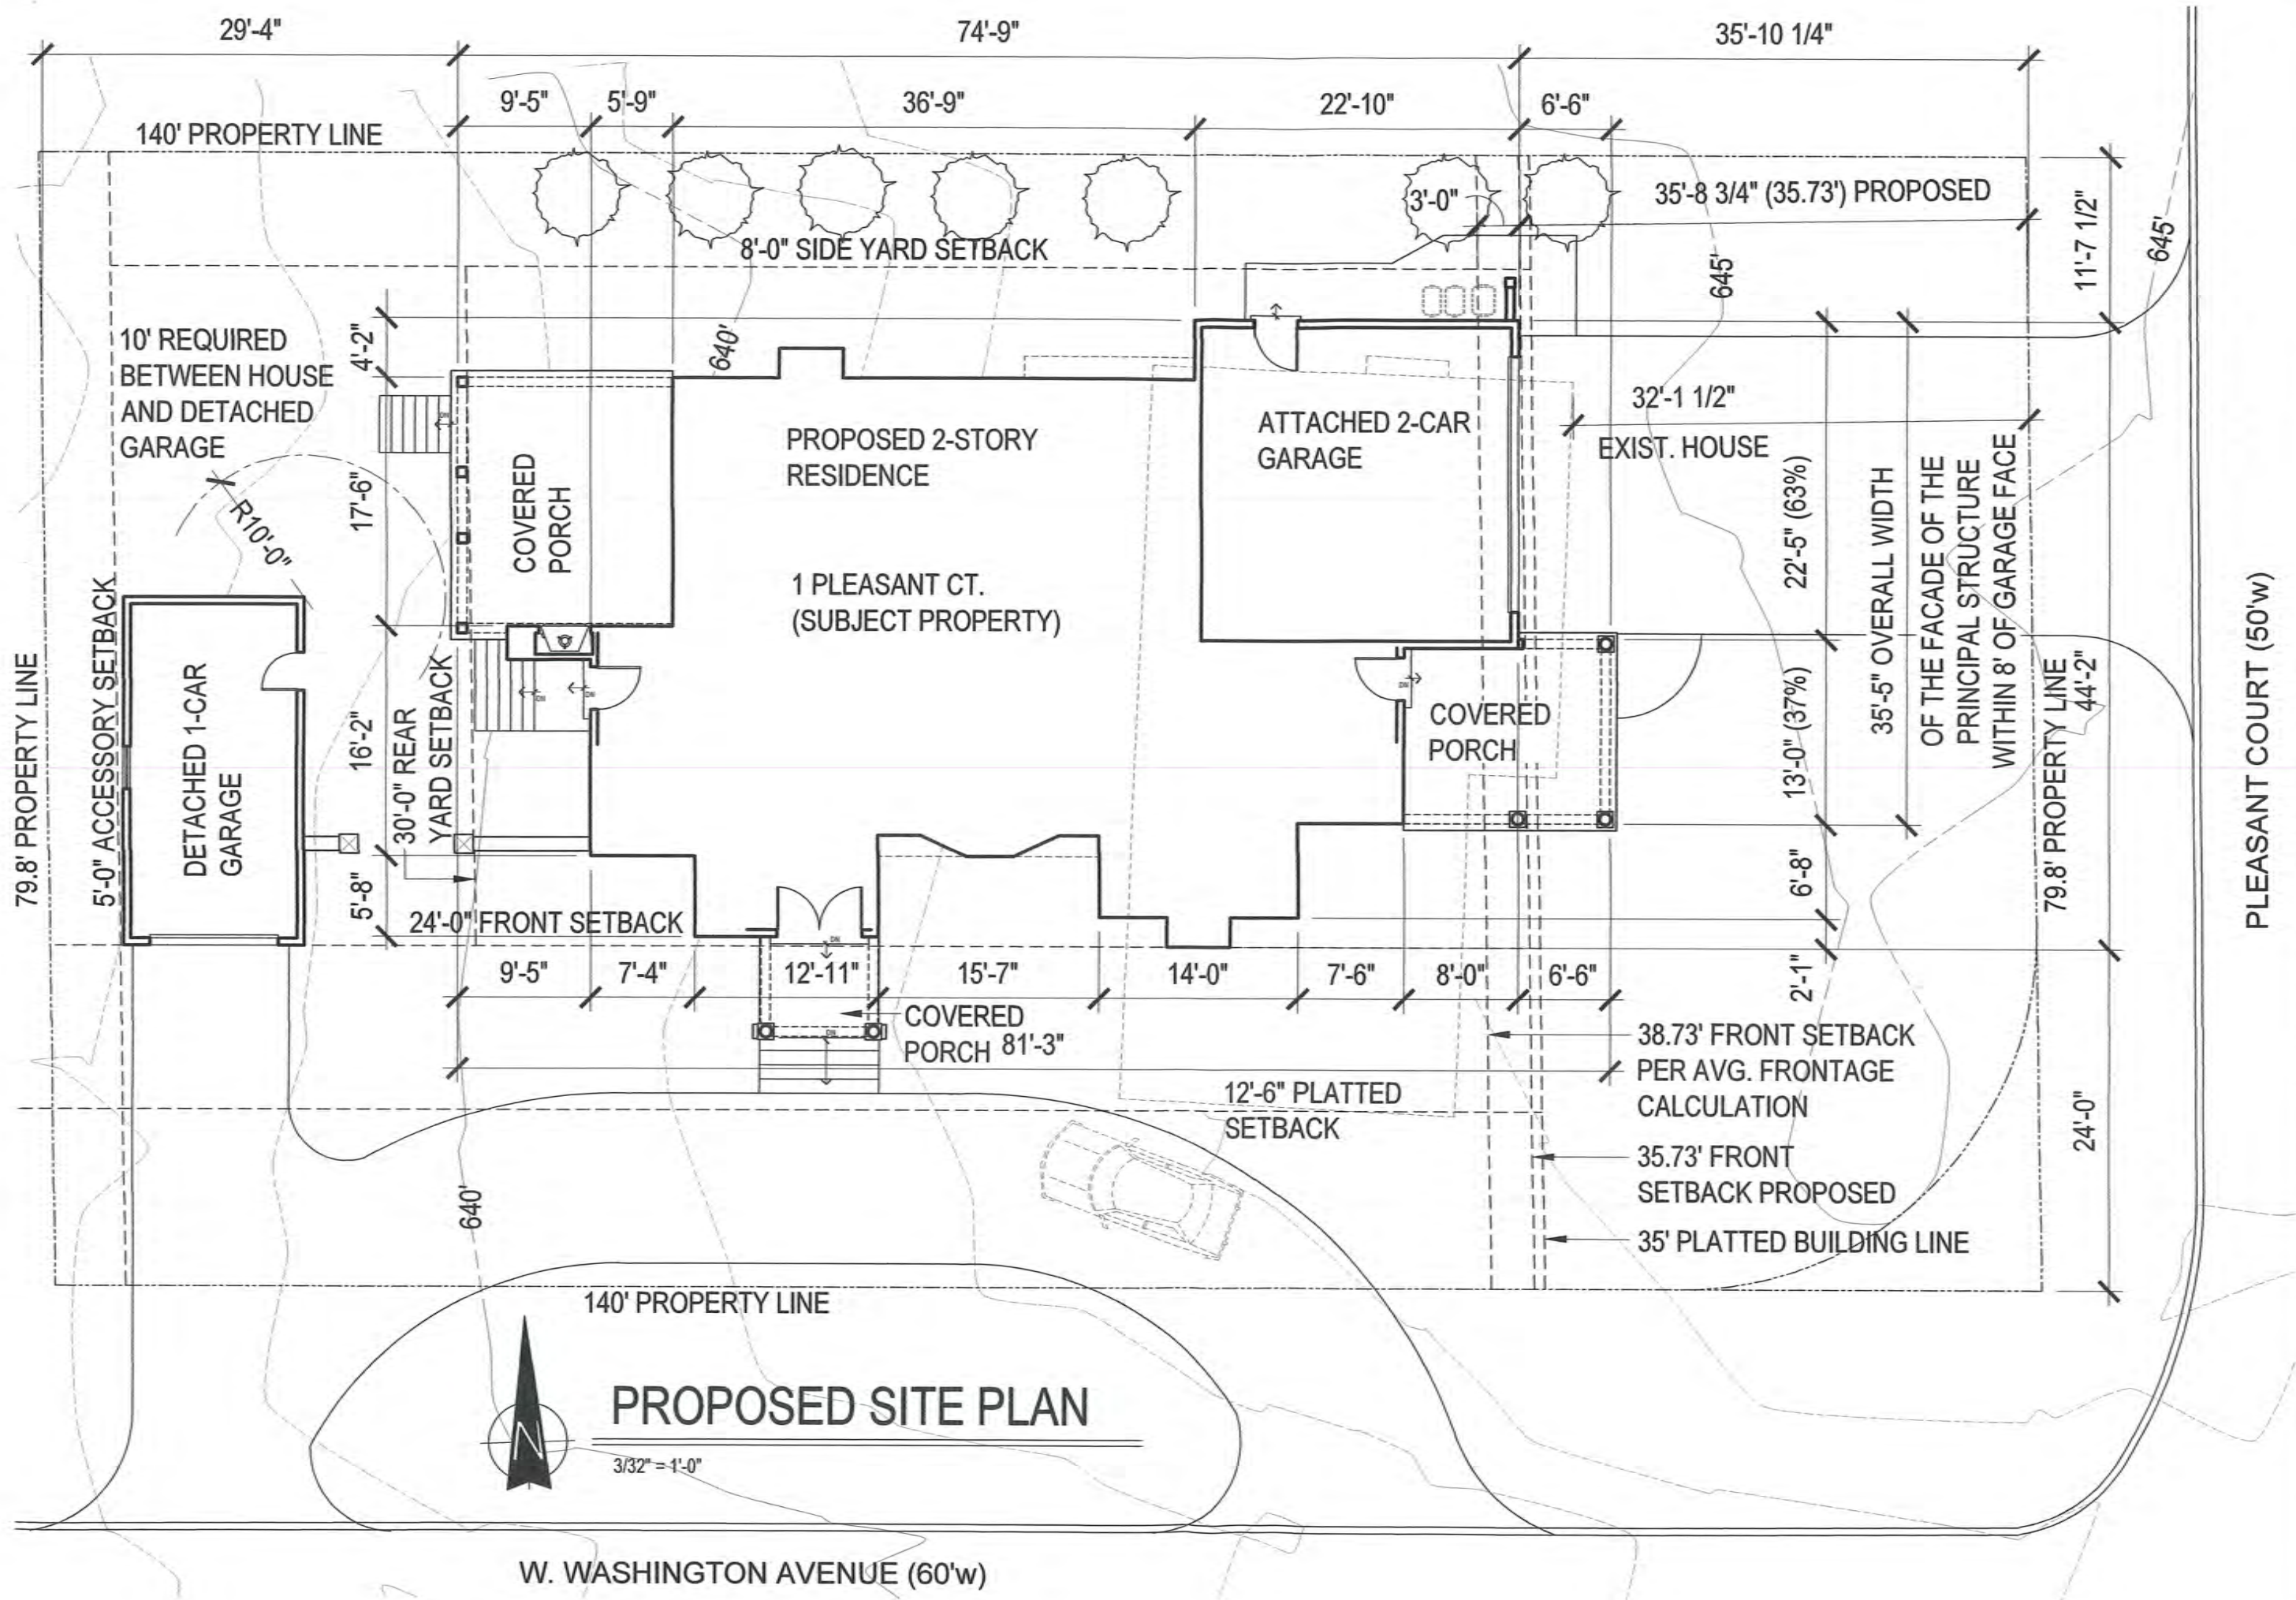 29'-4"
74'-9"
35'-10 1/4"
9'-5"
5'-9"
36'-9"
22'-10"
6'-6"
140' PROPERTY LINE
3'-0"
35'-8 3/4" (35.73') PROPOSED
11'-7 1/2"
645'
645'
8'-0" SIDE YARD SETBACK
10' REQUIRED
BETWEEN HOUSE
AND DETACHED
GARAGE
4'-2"
640'
R10'-0"
17'-6"
COVERED
PORCH
PROPOSED 2-STORY
RESIDENCE
1 PLEASANT CT.
(SUBJECT PROPERTY)
ATTACHED 2-CAR
GARAGE
32'-1 1/2"
EXIST. HOUSE
22'-5" (63%)
35'-5" OVERALL WIDTH
OF THE FACADE OF THE
PRINCIPAL STRUCTURE
WITHIN 8' OF GARAGE FACE
79.8' PROPERTY LINE
44'-2"
PLEASANT COURT (50'w)
79.8' PROPERTY LINE
5'-0" ACCESSORY SETBACK
DETACHED 1-CAR
GARAGE
16'-2"
30'-0" REAR
YARD SETBACK
DN
DN
DN
DN
COVERED
PORCH
13'-0" (37%)
5'-8"
6'-8"
24'-0" FRONT SETBACK
DN
9'-5"
7'-4"
12'-11"
15'-7"
14'-0"
7'-6"
8'-0"
6'-6"
2'-1"
COVERED
PORCH
81'-3"
DN
38.73' FRONT SETBACK
PER AVG. FRONTAGE
CALCULATION
12'-6" PLATTED
SETBACK
24'-0"
35.73' FRONT
SETBACK PROPOSED
35' PLATTED BUILDING LINE
640'
140' PROPERTY LINE
N
PROPOSED SITE PLAN
3/32" = 1'-0"
W. WASHINGTON AVENUE (60'w)